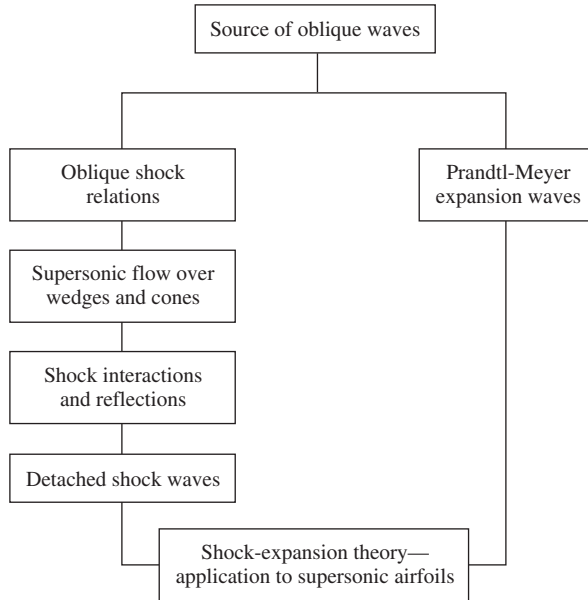 Source of oblique waves
Oblique shock
relations
Prandtl-Meyer
expansion waves
Supersonic flow over
wedges and cones
Shock interactions
and reflections
Detached shock waves
Shock-expansion theory—
application to supersonic airfoils